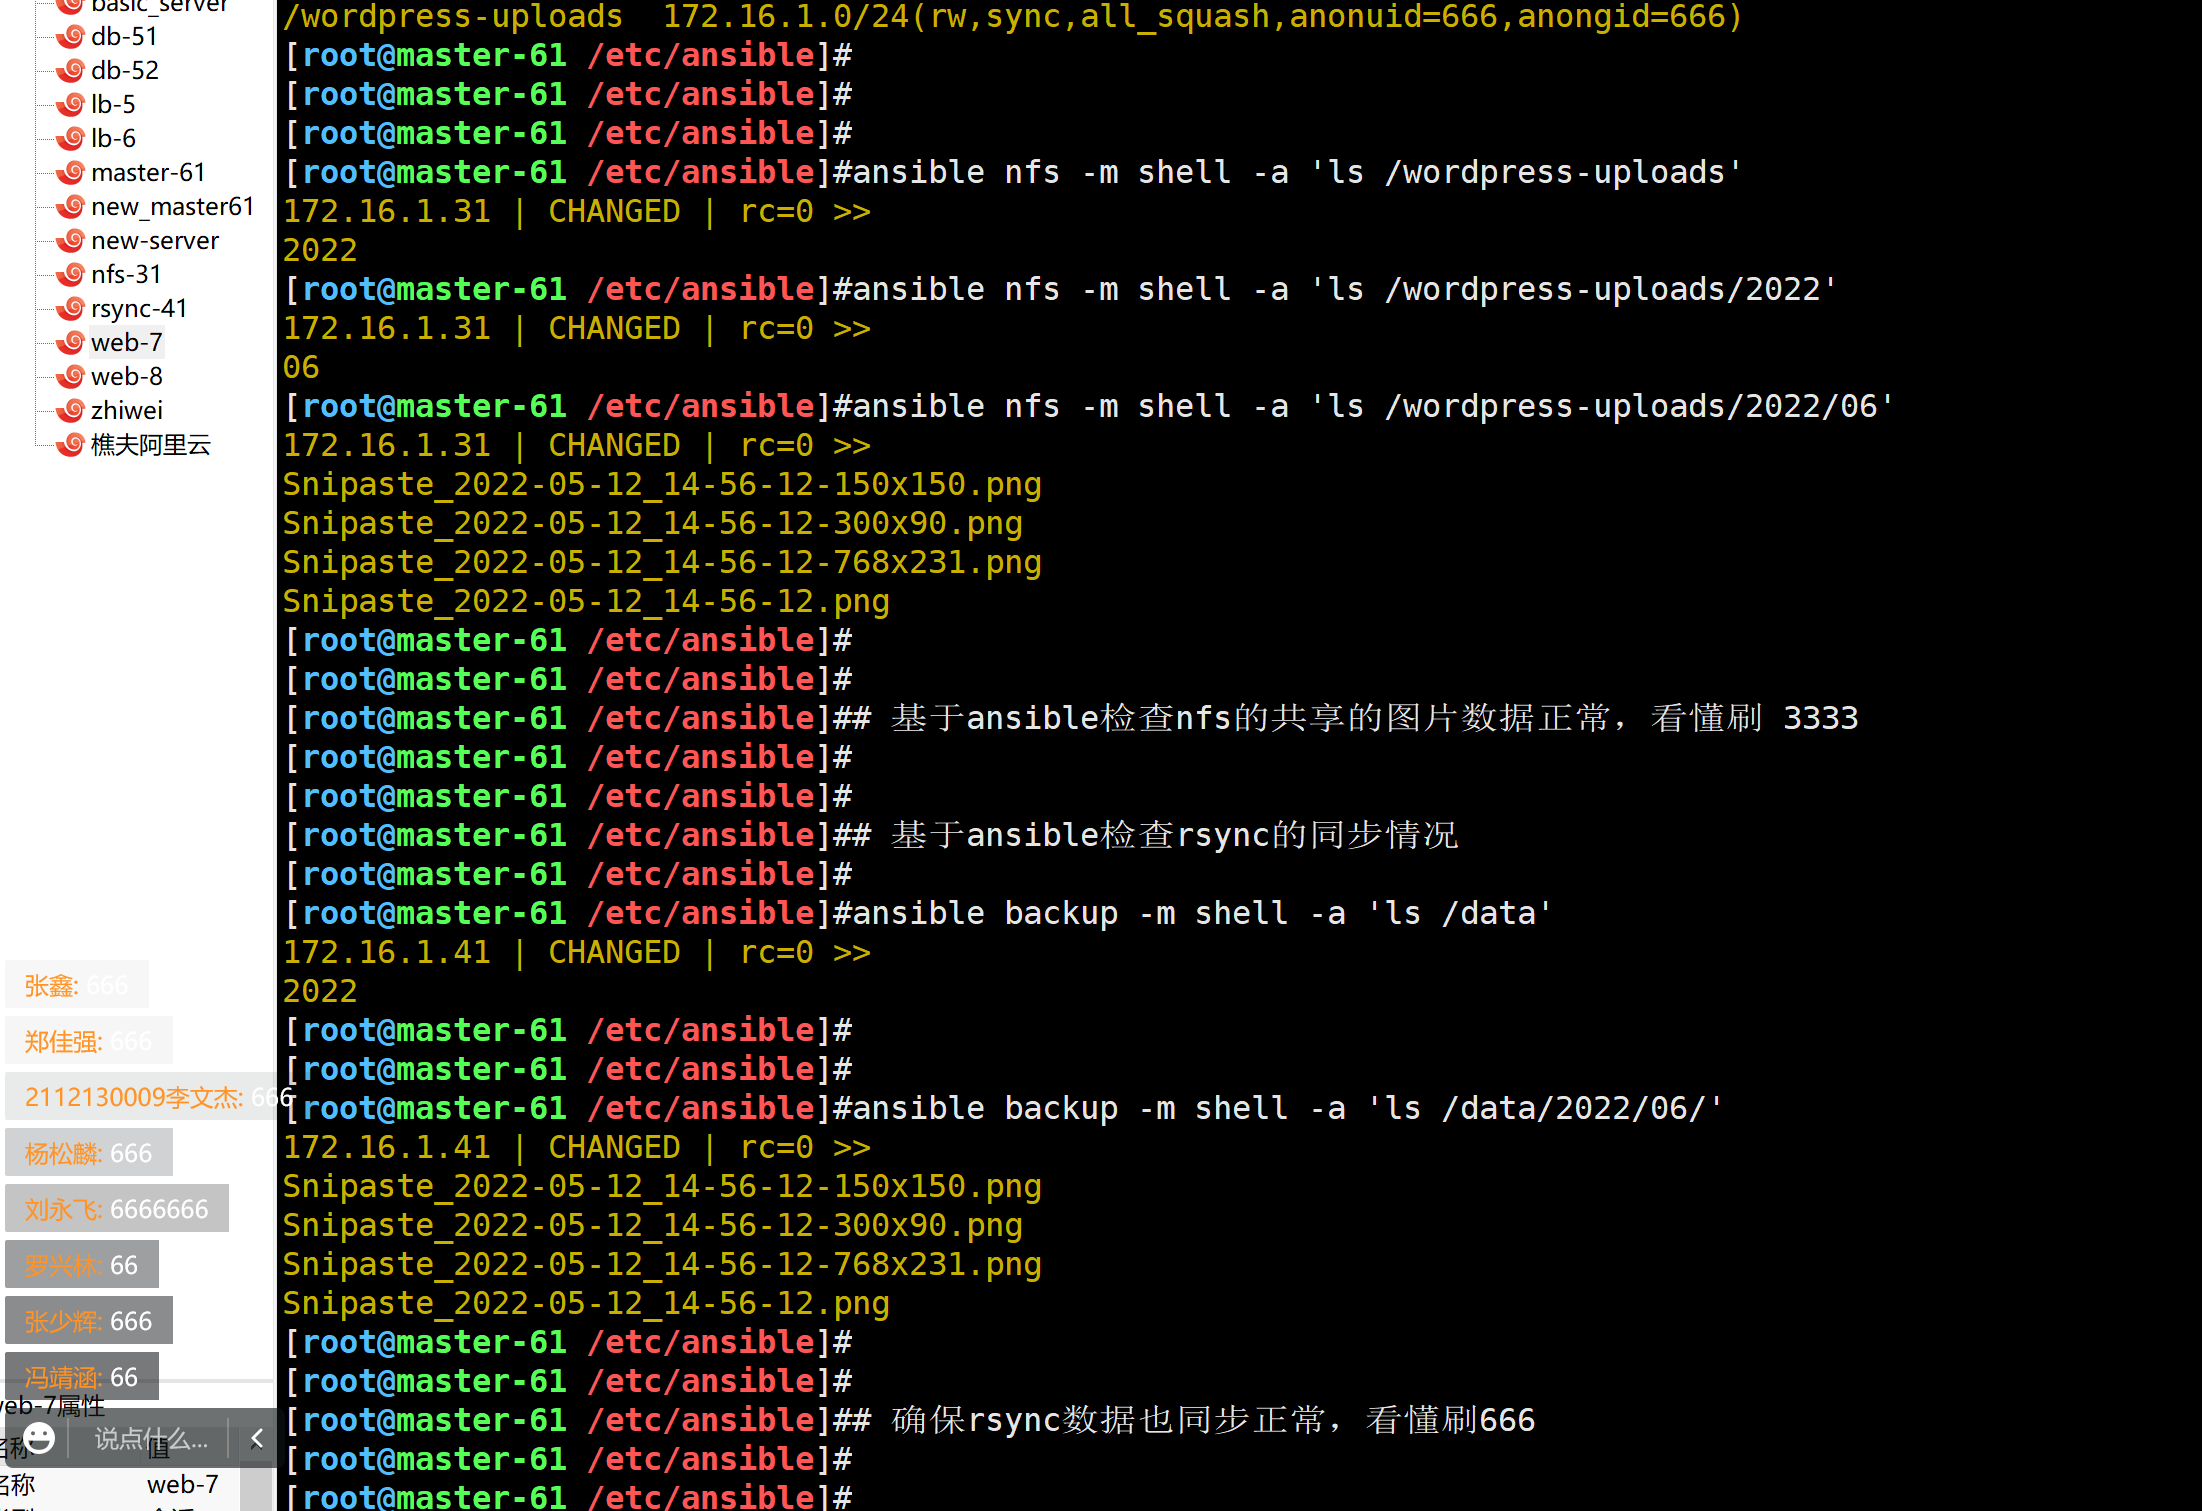 basic_server
db-51
db-52
lb-5
lb-6
master-61
new_master61
new-server
nfs-31
rsync-41
web-7
web-8
zhiwei
樵夫阿里云
张鑫: 666
郑佳强: 666
2112130009李文杰: 666
杨松麟: 666
刘永飞: 6666666
罗兴林: 66
张少辉: 666
冯靖涵: 66
web-7属性
说点什么...
名称 值
名称 web-7
/wordpress-uploads  172.16.1.0/24(rw,sync,all_squash,anonuid=666,anongid=666)
[root@master-61 /etc/ansible]#
[root@master-61 /etc/ansible]#
[root@master-61 /etc/ansible]#
[root@master-61 /etc/ansible]#ansible nfs -m shell -a 'ls /wordpress-uploads'
172.16.1.31 | CHANGED | rc=0 >>
2022
[root@master-61 /etc/ansible]#ansible nfs -m shell -a 'ls /wordpress-uploads/2022'
172.16.1.31 | CHANGED | rc=0 >>
06
[root@master-61 /etc/ansible]#ansible nfs -m shell -a 'ls /wordpress-uploads/2022/06'
172.16.1.31 | CHANGED | rc=0 >>
Snipaste_2022-05-12_14-56-12-150x150.png
Snipaste_2022-05-12_14-56-12-300x90.png
Snipaste_2022-05-12_14-56-12-768x231.png
Snipaste_2022-05-12_14-56-12.png
[root@master-61 /etc/ansible]#
[root@master-61 /etc/ansible]#
[root@master-61 /etc/ansible]## 基于ansible检查nfs的共享的图片数据正常，看懂刷 3333
[root@master-61 /etc/ansible]#
[root@master-61 /etc/ansible]#
[root@master-61 /etc/ansible]## 基于ansible检查rsync的同步情况
[root@master-61 /etc/ansible]#
[root@master-61 /etc/ansible]#ansible backup -m shell -a 'ls /data'
172.16.1.41 | CHANGED | rc=0 >>
2022
[root@master-61 /etc/ansible]#
[root@master-61 /etc/ansible]#
[root@master-61 /etc/ansible]#ansible backup -m shell -a 'ls /data/2022/06/'
172.16.1.41 | CHANGED | rc=0 >>
Snipaste_2022-05-12_14-56-12-150x150.png
Snipaste_2022-05-12_14-56-12-300x90.png
Snipaste_2022-05-12_14-56-12-768x231.png
Snipaste_2022-05-12_14-56-12.png
[root@master-61 /etc/ansible]#
[root@master-61 /etc/ansible]#
[root@master-61 /etc/ansible]## 确保rsync数据也同步正常，看懂刷666
[root@master-61 /etc/ansible]#
[root@master-61 /etc/ansible]#